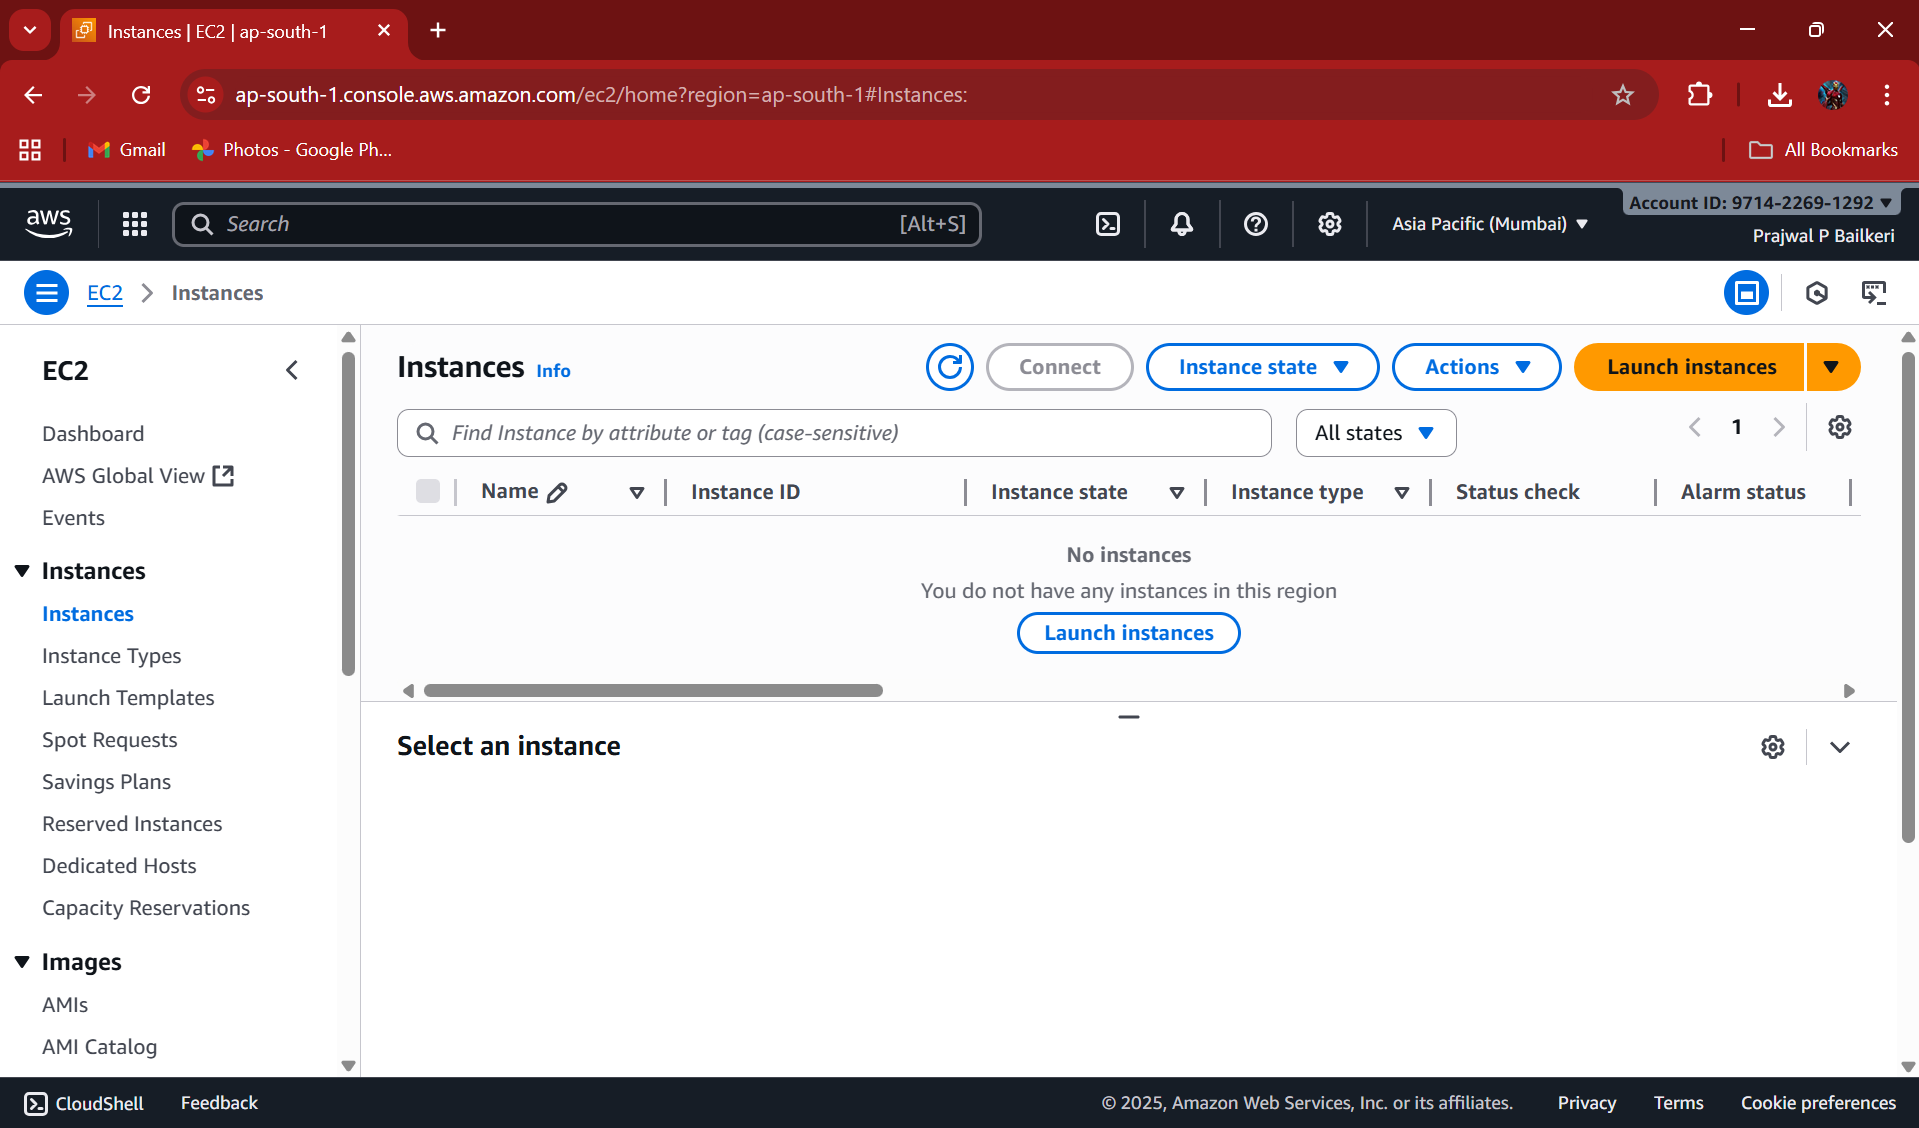 Instances | EC2 | ap-south-1
ap-south-1.console.aws.amazon.com/ec2/home?region=ap-south-1#Instances:
Gmail
Photos - Google Ph...
All Bookmarks
aws
Search
[Alt+S]
Asia Pacific (Mumbai)
Account ID: 9714-2269-1292
Prajwal P Bailkeri
EC2
Instances
EC2
Dashboard
AWS Global View
Events
Instances
Instances
Instance Types
Launch Templates
Spot Requests
Savings Plans
Reserved Instances
Dedicated Hosts
Capacity Reservations
Images
AMIs
AMI Catalog
Instances Info
Connect
Instance state
Actions
Launch instances
Find Instance by attribute or tag (case-sensitive)
All states
1
Name
Instance ID
Instance state
Instance type
Status check
Alarm status
No instances
You do not have any instances in this region
Launch instances
Select an instance
CloudShell
Feedback
© 2025, Amazon Web Services, Inc. or its affiliates.
Privacy
Terms
Cookie preferences